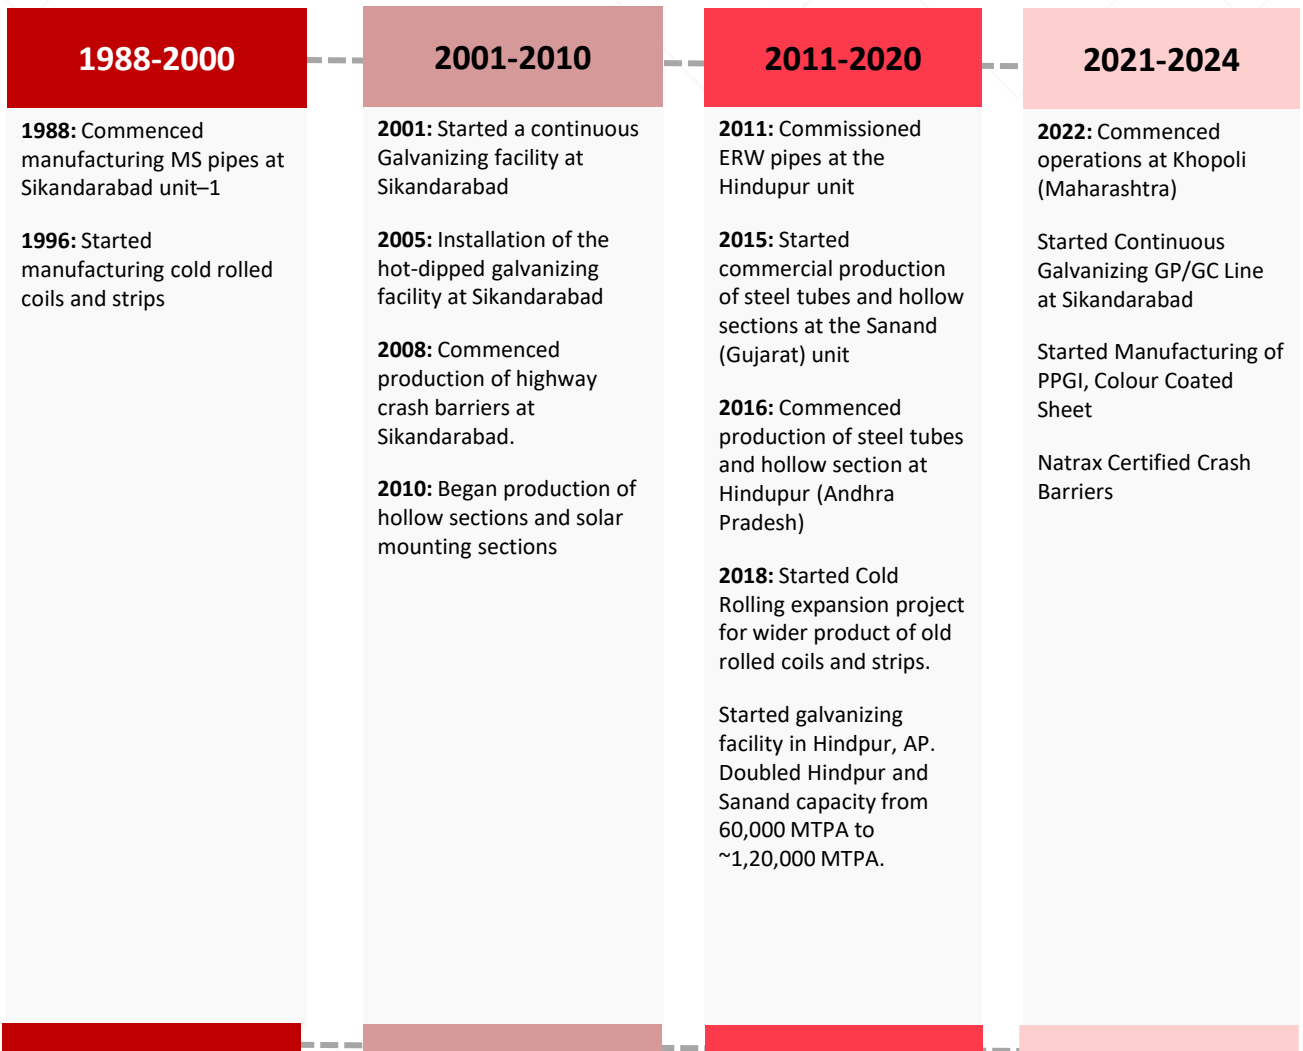 1988-2000
1988: Commenced
manufacturing MS pipes at
Sikandarabad unit–1
1996: Started
manufacturing cold rolled
coils and strips
2001-2010
2001: Started a continuous
Galvanizing facility at
Sikandarabad
2005: Installation of the
hot-dipped galvanizing
facility at Sikandarabad
2008: Commenced
production of highway
crash barriers at
Sikandarabad.
2010: Began production of
hollow sections and solar
mounting sections
2011-2020
2011: Commissioned
ERW pipes at the
Hindupur unit
2015: Started
commercial production
of steel tubes and hollow
sections at the Sanand
(Gujarat) unit
2016: Commenced
production of steel tubes
and hollow section at
Hindupur (Andhra
Pradesh)
2018: Started Cold
Rolling expansion project
for wider product of old
rolled coils and strips.
Started galvanizing
facility in Hindpur, AP.
Doubled Hindpur and
Sanand capacity from
60,000 MTPA to
~1,20,000 MTPA.
2021-2024
2022: Commenced
operations at Khopoli
(Maharashtra)
Started Continuous
Galvanizing GP/GC Line
at Sikandarabad
Started Manufacturing of
PPGI, Colour Coated
Sheet
Natrax Certified Crash
Barriers